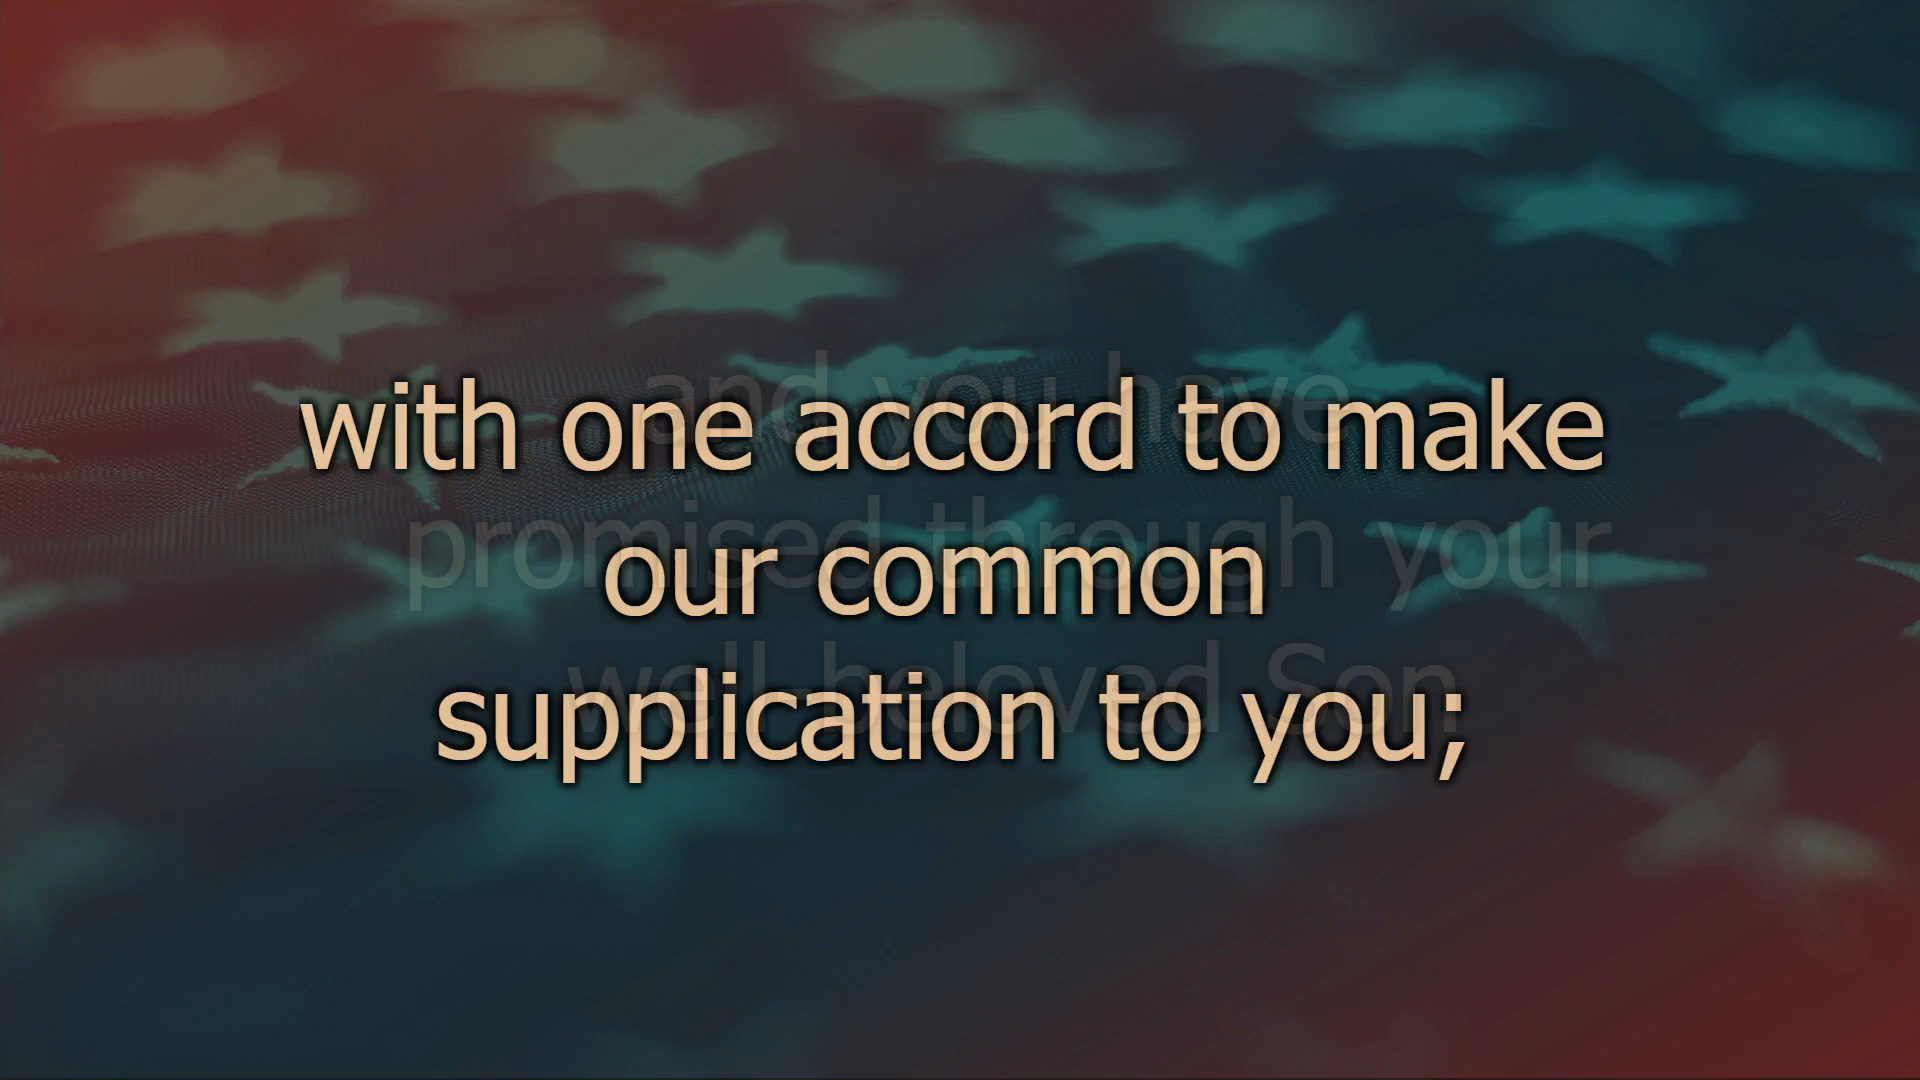 with one accord to make
our common
supplication to you;
and you have
promised through your
well-beloved Son